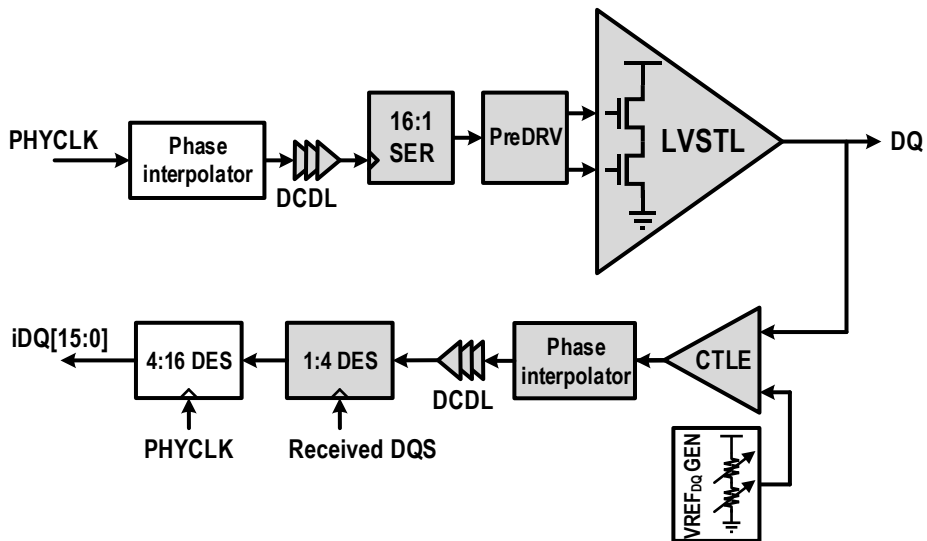 PHYCLK
Phase
interpolator
DCDL
16:1
SER
PreDRV
LVSTL
DQ
iDQ[15:0]
4:16 DES
PHYCLK
1:4 DES
Received DQS
DCDL
Phase
interpolator
CTLE
VREFDQ GEN